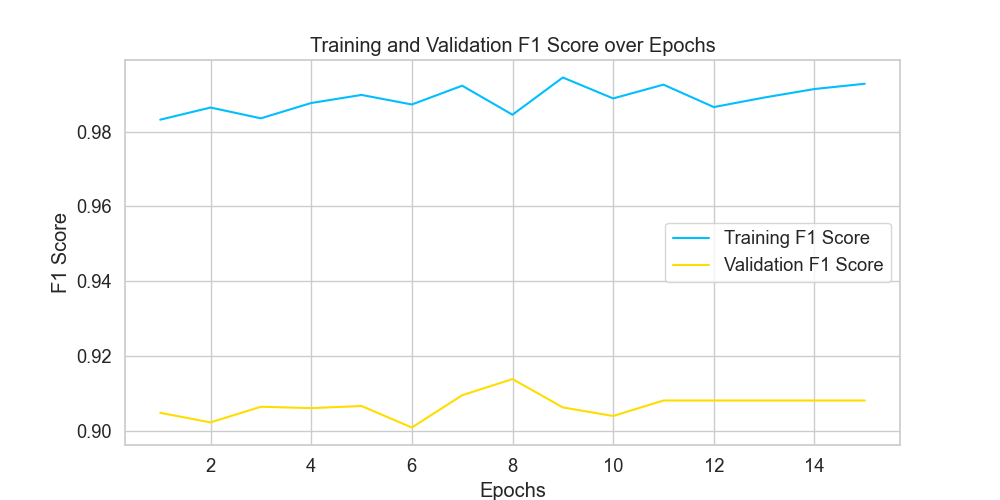 Training and Validation F1 Score over Epochs
F1 Score
0.98
0.96
0.94
0.92
0.90
Training F1 Score
Validation F1 Score
2 4 6 8 10 12 14
Epochs